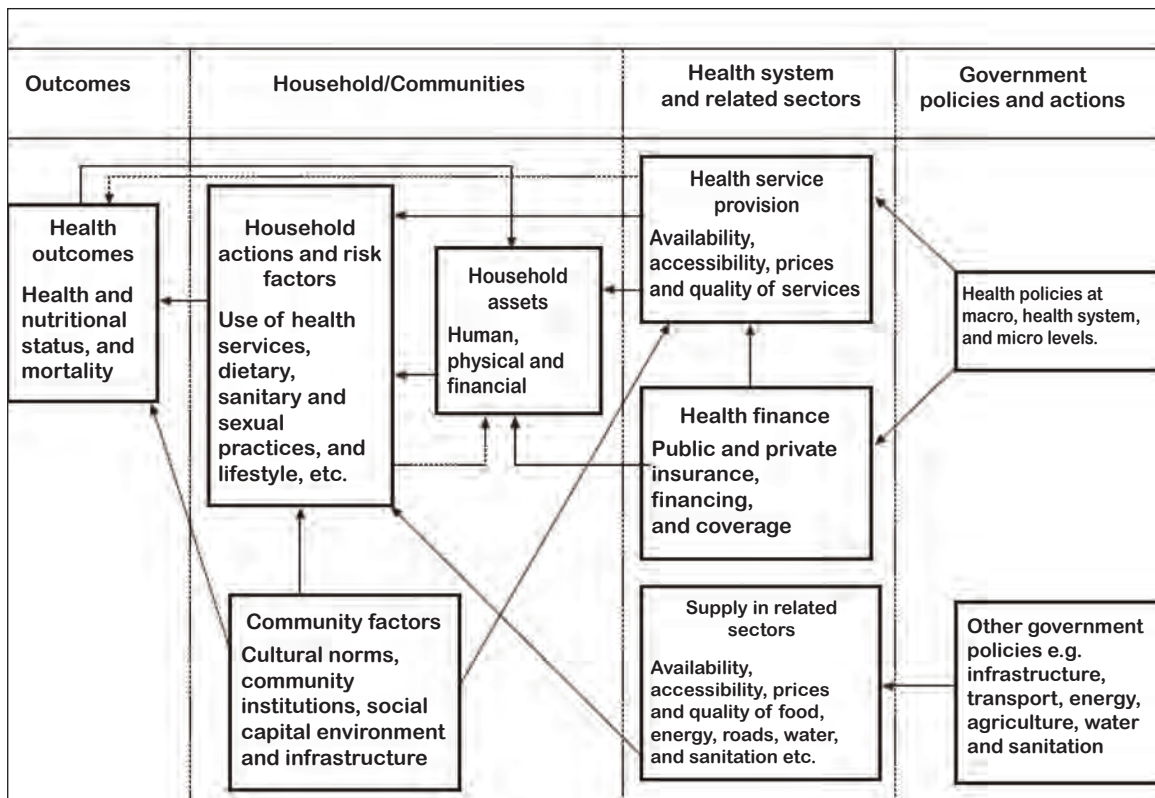 Outcomes
Household/Communities
Health system
and related sectors
Government
policies and actions
Health
outcomes
Health and
nutritional
status, and
mortality
Household
actions and risk
factors
Use of health
services,
dietary,
sanitary and
sexual
practices, and
lifestyle, etc.
Household
assets
Human,
physical and
financial
Health service
provision
Availability,
accessibility, prices
and quality of services
Health policies at
macro, health system,
and micro levels.
Health finance
Public and private
insurance,
financing,
and coverage
Community factors
Cultural norms,
community
institutions, social
capital environment
and infrastructure
Supply in related
sectors
Availability,
accessibility, prices
and quality of food,
energy, roads, water,
and sanitation etc.
Other government
policies e.g.
infrastructure,
transport, energy,
agriculture, water
and sanitation